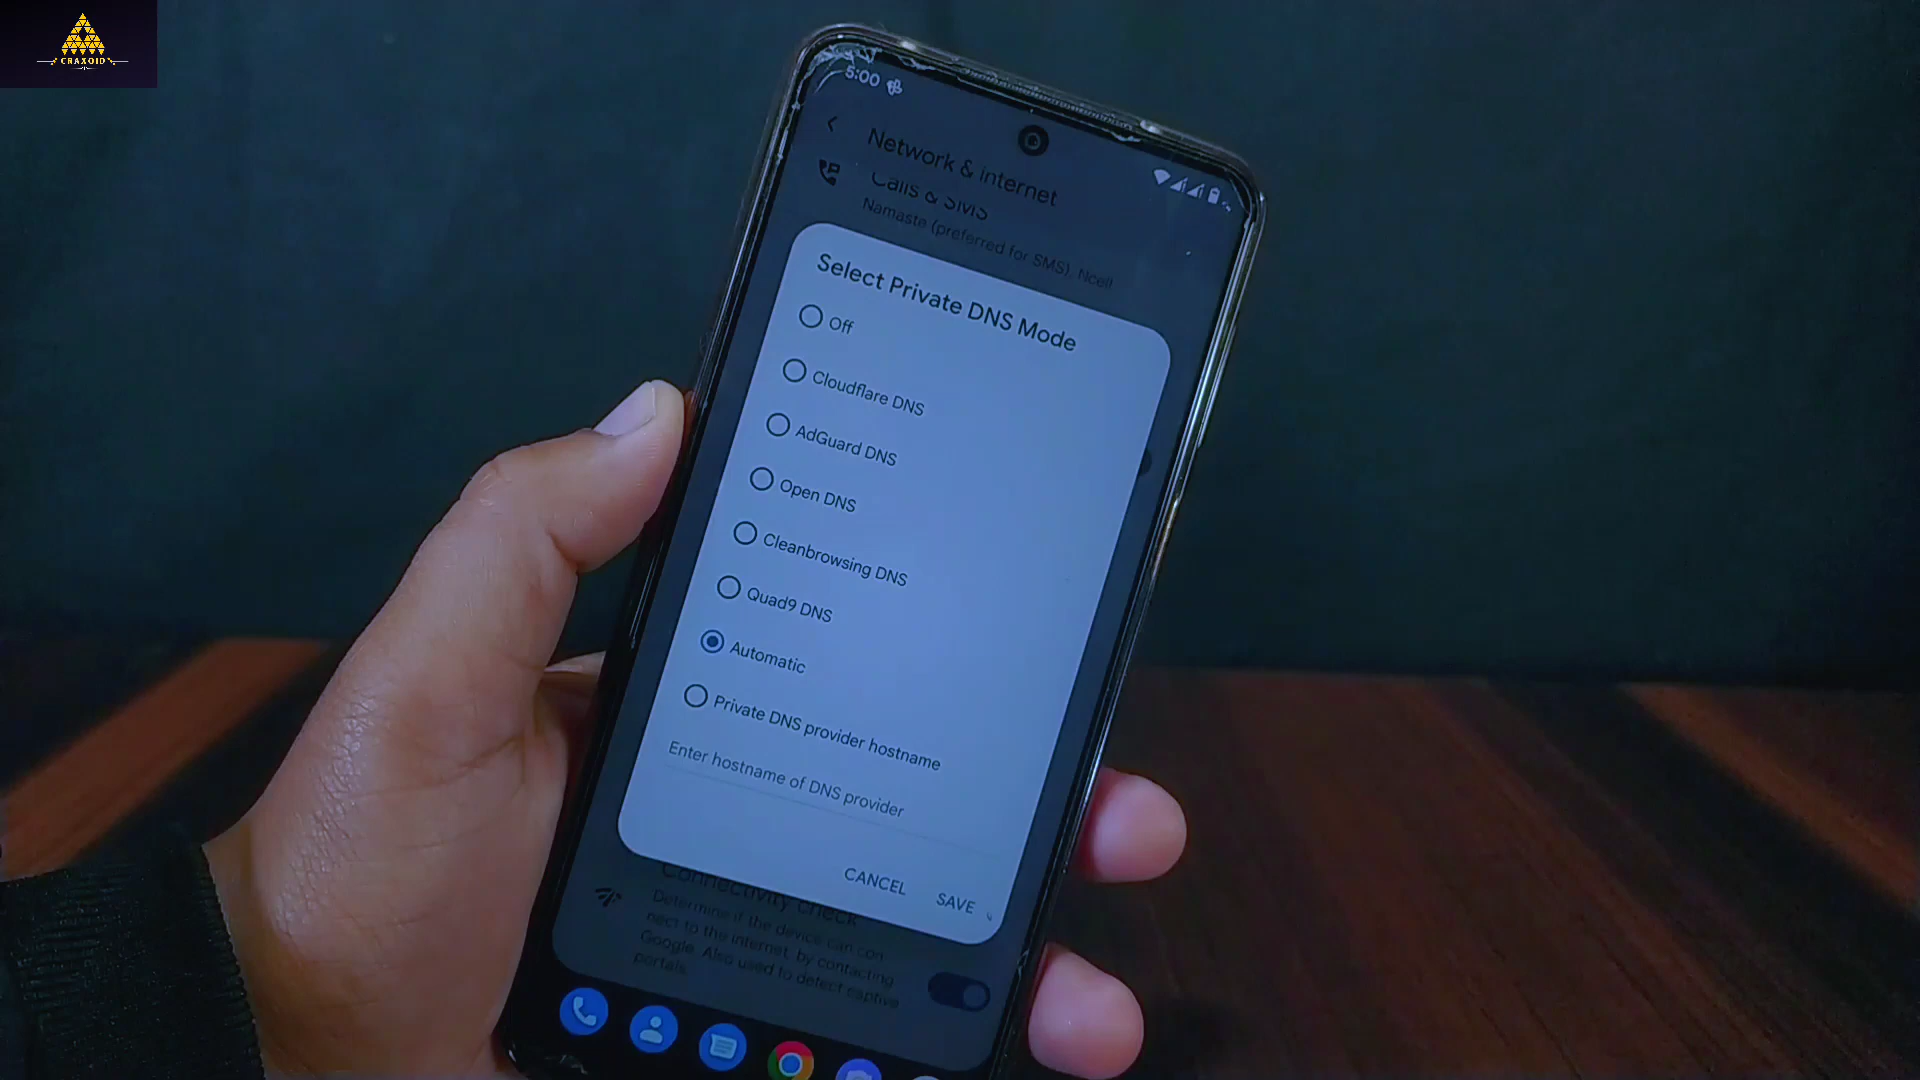 CRAXOID
5:00
Network & internet
Calls & SMS
Namaste (preferred for SMS), Ncell
Select Private DNS Mode
Off
Cloudflare DNS
AdGuard DNS
Open DNS
Cleanbrowsing DNS
Quad9 DNS
Automatic
Private DNS provider hostname
Enter hostname of DNS provider
CANCEL
SAVE
Connectivity check
Determine if the device can con
nect to the internet, by contacting
Google. Also used to detect captive
portals.